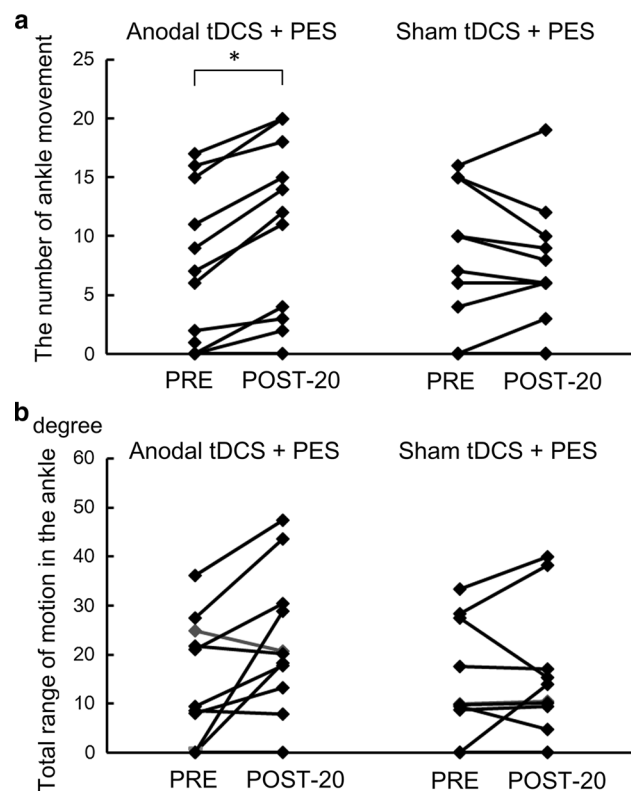 a
Anodal tDCS + PES
Sham tDCS + PES
*
The number of ankle movement
25
20
15
10
5
0
PRE
POST-20
PRE
POST-20
b
degree
Anodal tDCS + PES
Sham tDCS + PES
Total range of motion in the ankle
60
50
40
30
20
10
0
PRE
POST-20
PRE
POST-20